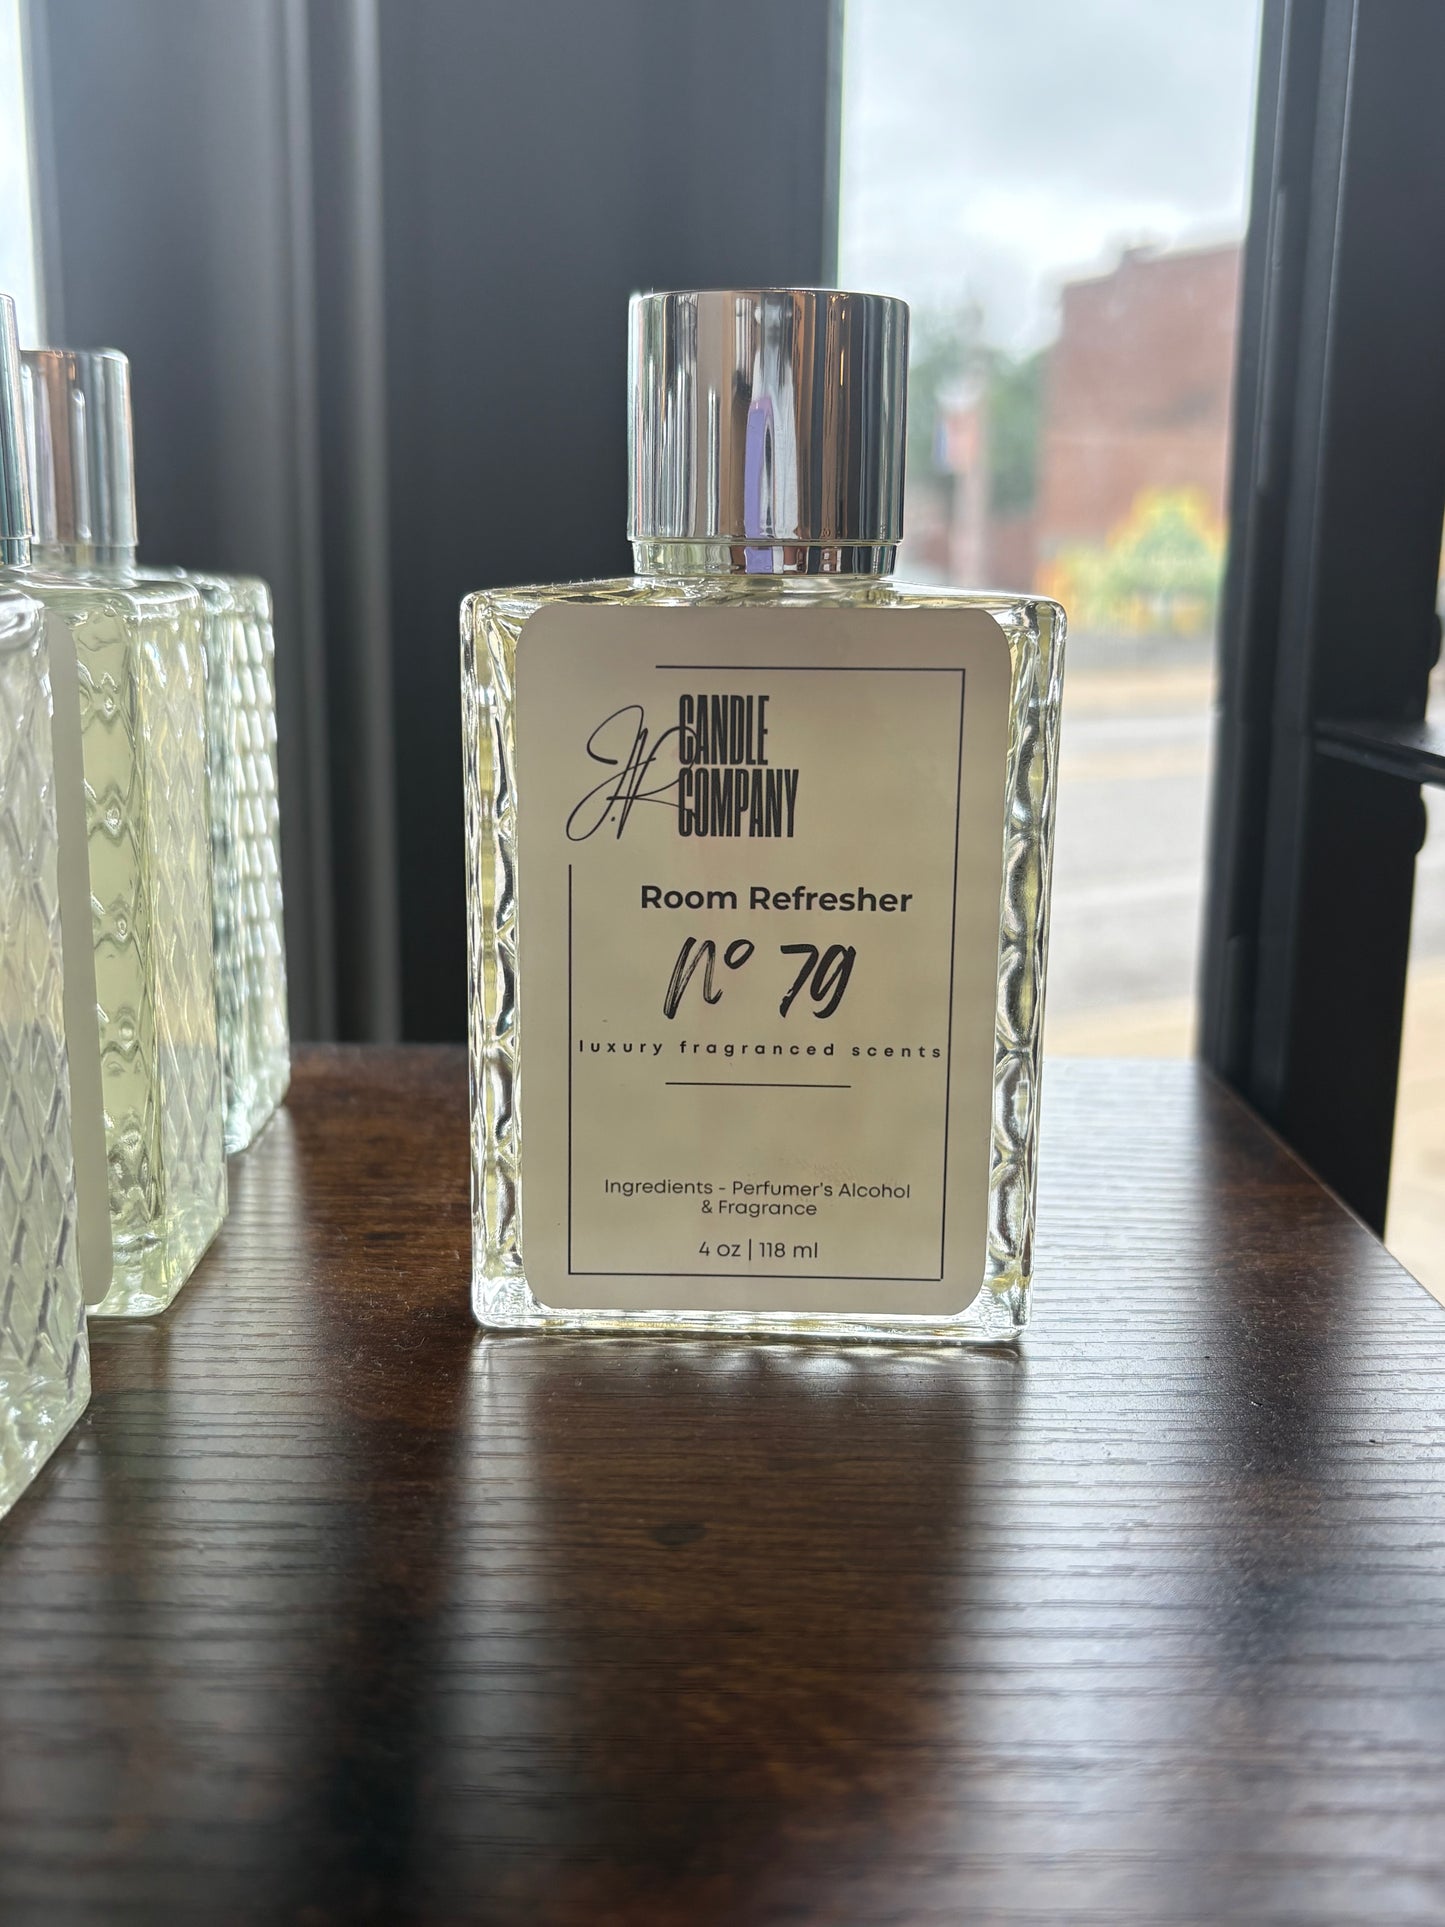 J.R
CANDLE
COMPANY
Room Refresher
Nº 79
luxury fragranced scents
Ingredients - Perfumer's Alcohol
& Fragrance
4 oz | 118 ml